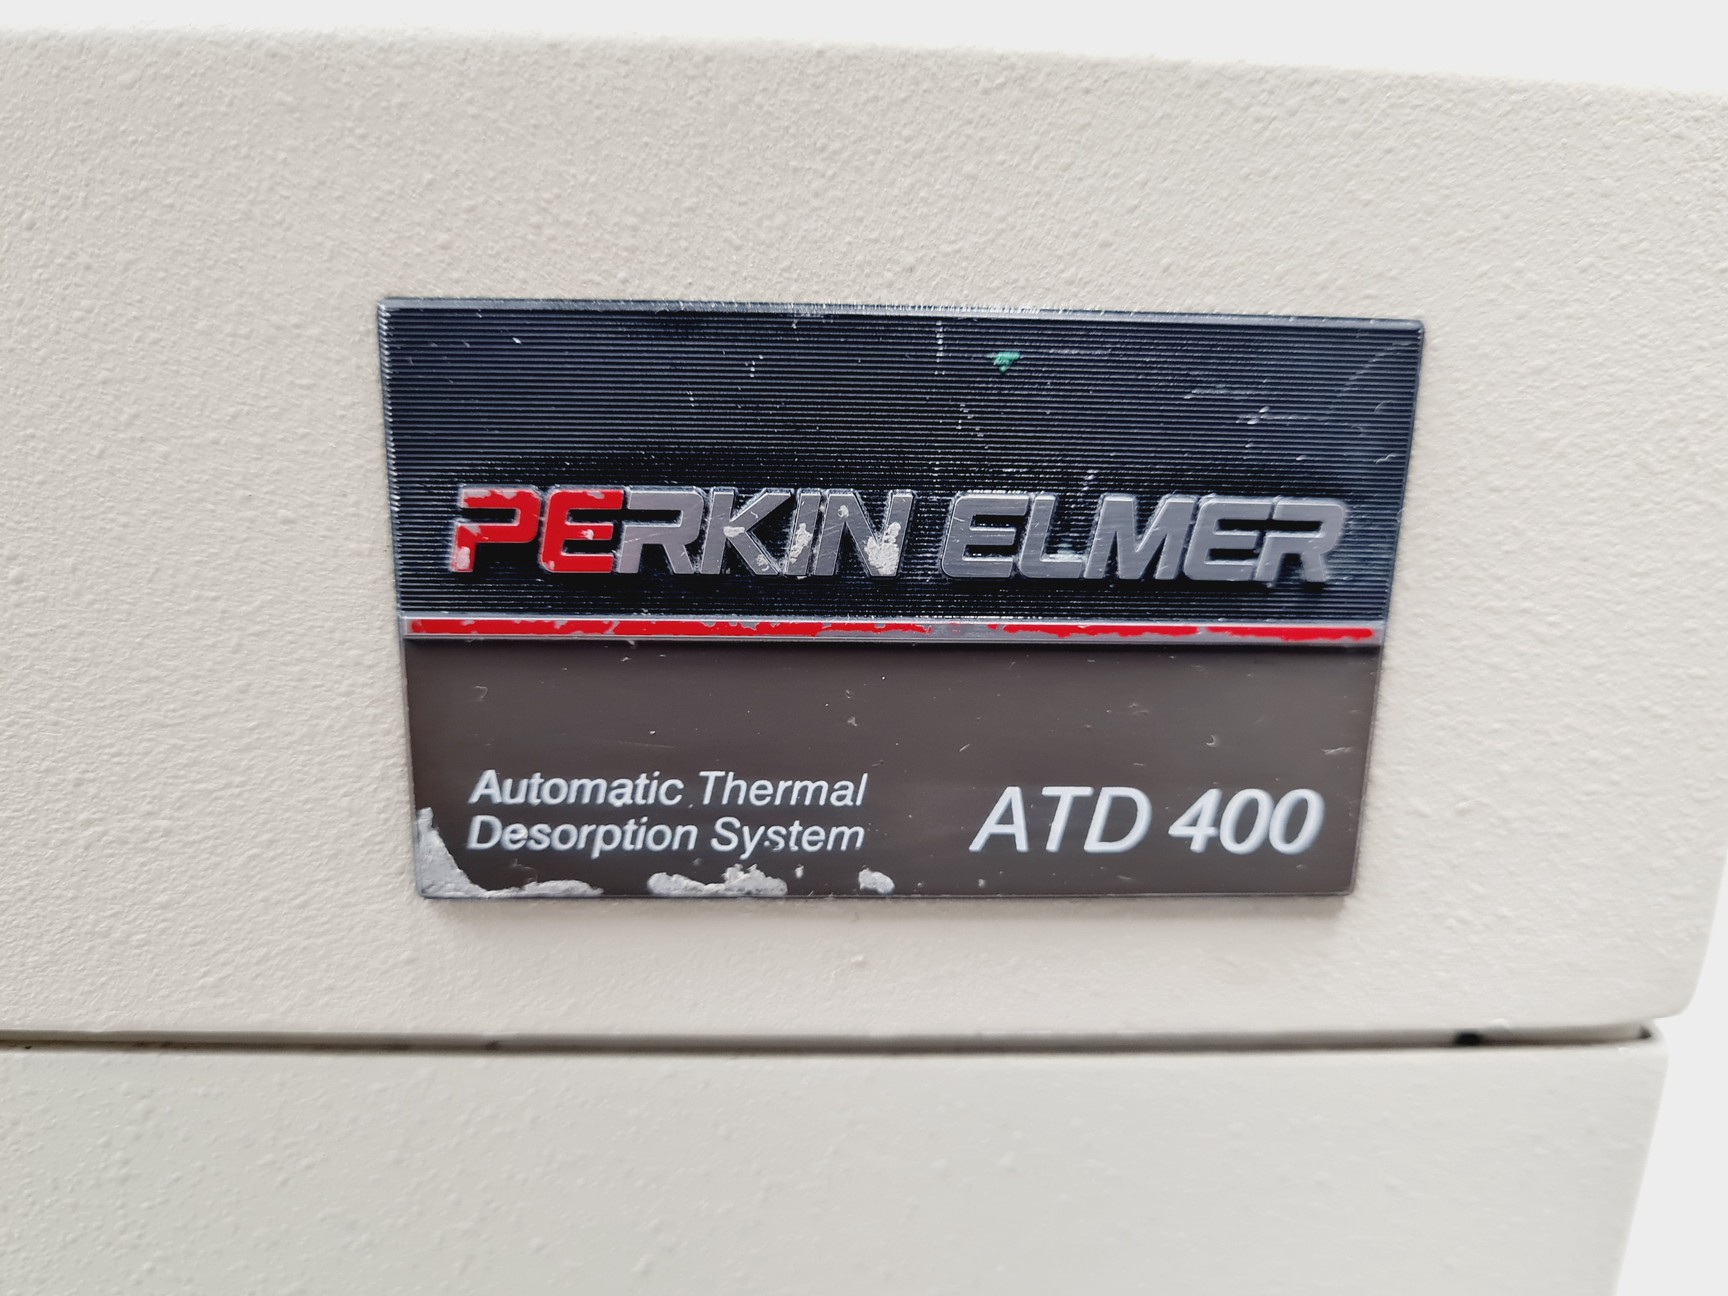 PERKIN ELMER
Automatic Thermal
Desorption System
ATD 400